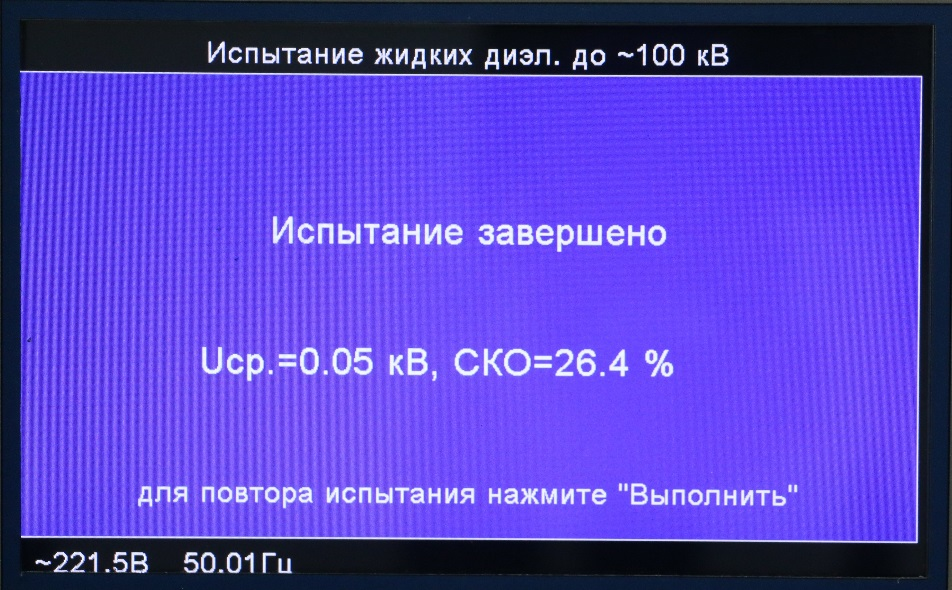 Испытание жидких диэл. до ~100 кВ
Испытание завершено
Uср.=0.05 кВ, СКО=26.4 %
для повтора испытания нажмите "Выполнить"
~221.5В 50.01Гц